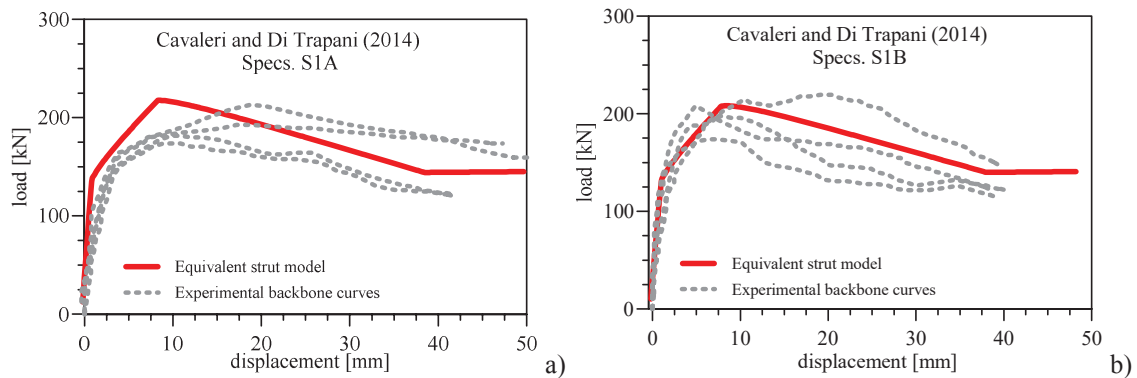 300
200
100
0
load [kN]
Cavaleri and Di Trapani (2014)
Specs. S1A
Equivalent strut model
Experimental backbone curves
0 10 20 30 40 50
displacement [mm]
a)
300
200
100
0
load [kN]
Cavaleri and Di Trapani (2014)
Specs. S1B
Equivalent strut model
Experimental backbone curves
0 10 20 30 40 50
displacement [mm]
b)